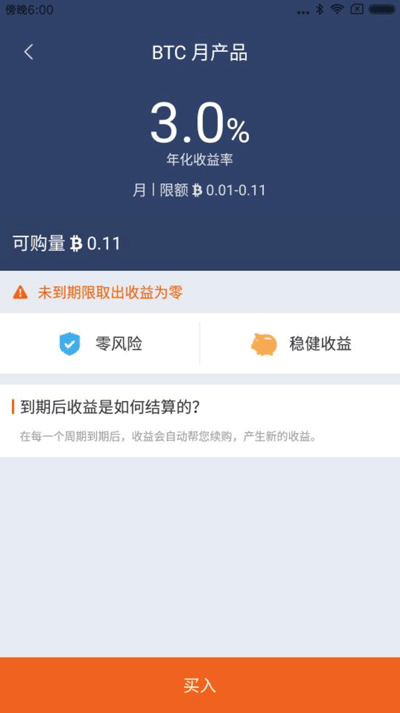 傍晚6:00
BTC 月产品
3.0%
年化收益率
月 | 限额 ₿ 0.01-0.11
可购量 ₿ 0.11
未到期限取出收益为零
零风险
稳健收益
到期后收益是如何结算的?
在每一个周期到期后，收益会自动帮您续购，产生新的收益。
买入